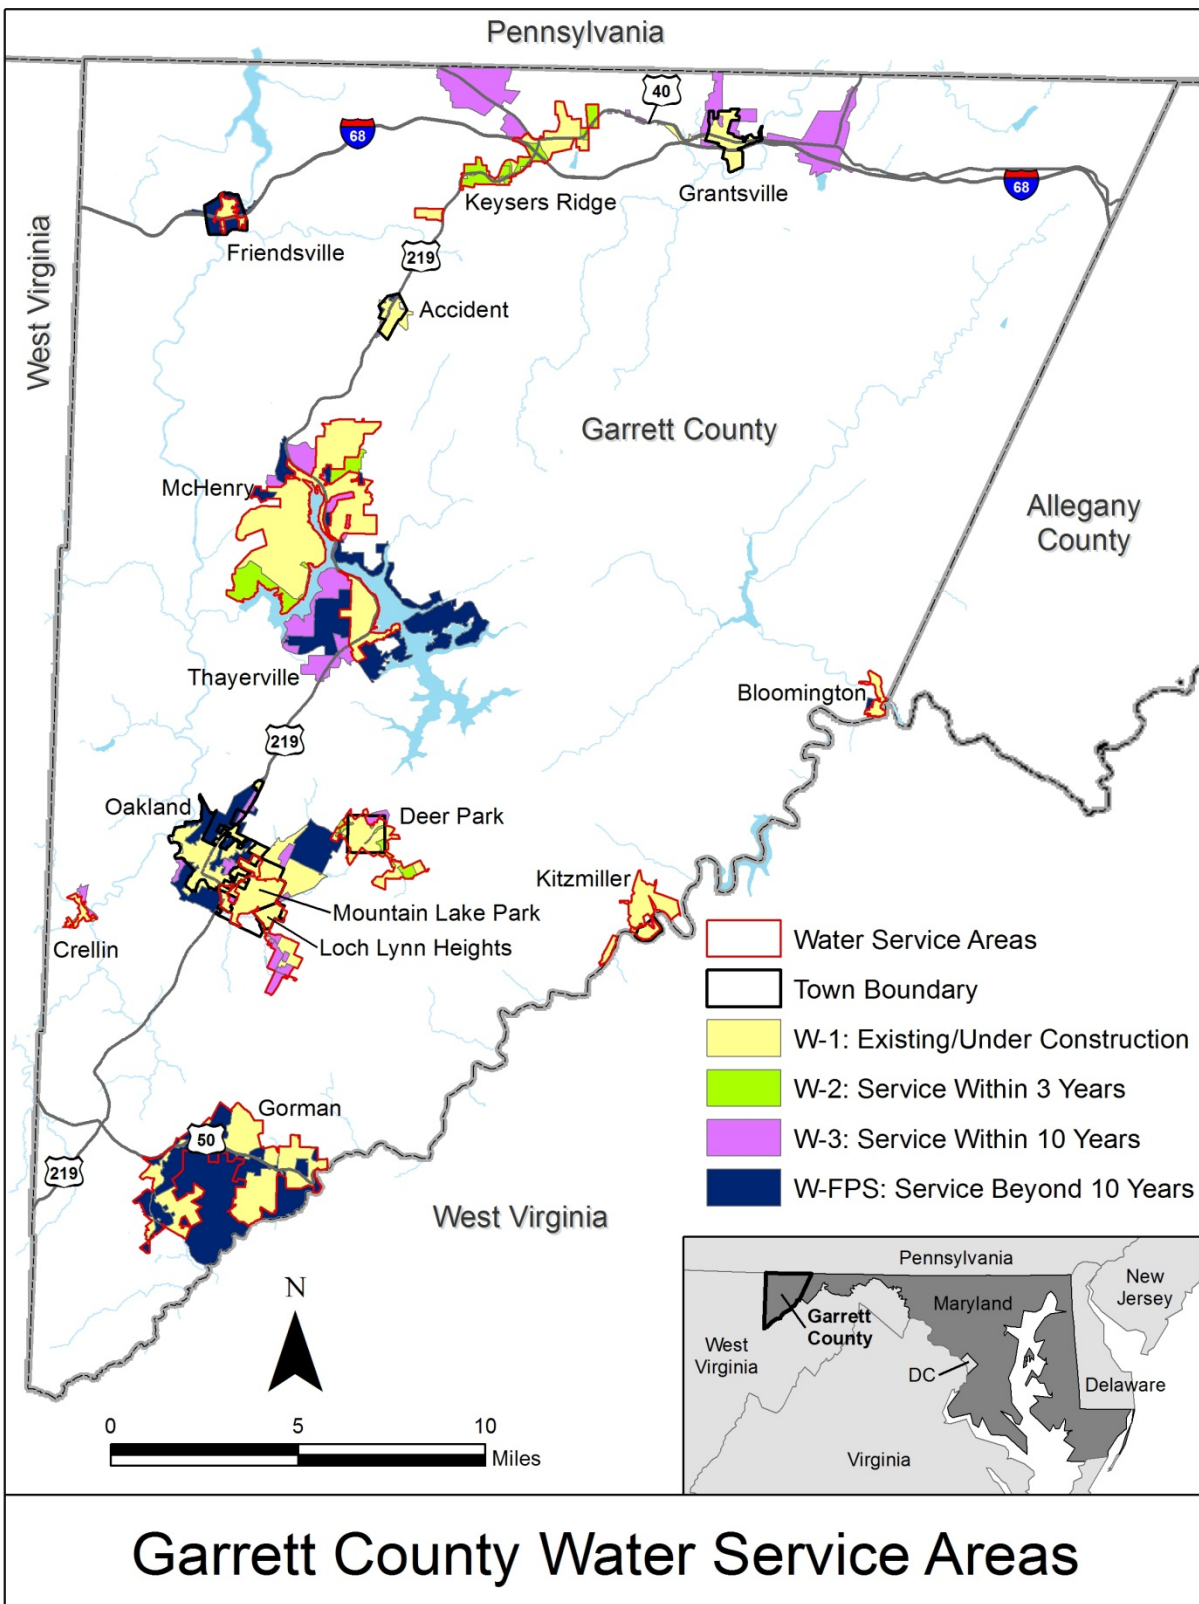 Pennsylvania
40
68
West Virginia
Keysers Ridge
Grantsville
68
Friendsville
219
Accident
Garrett County
McHenry
Allegany
County
Thayerville
Bloomington
219
Oakland
Deer Park
Kitzmiller
Mountain Lake Park
Loch Lynn Heights
Crellin
Water Service Areas
Town Boundary
W-1: Existing/Under Construction
W-2: Service Within 3 Years
W-3: Service Within 10 Years
W-FPS: Service Beyond 10 Years
Gorman
50
219
West Virginia
N
0 5 10
Miles
Pennsylvania
New
Jersey
Maryland
Garrett
County
West
Virginia
DC
Delaware
Virginia
Garrett County Water Service Areas